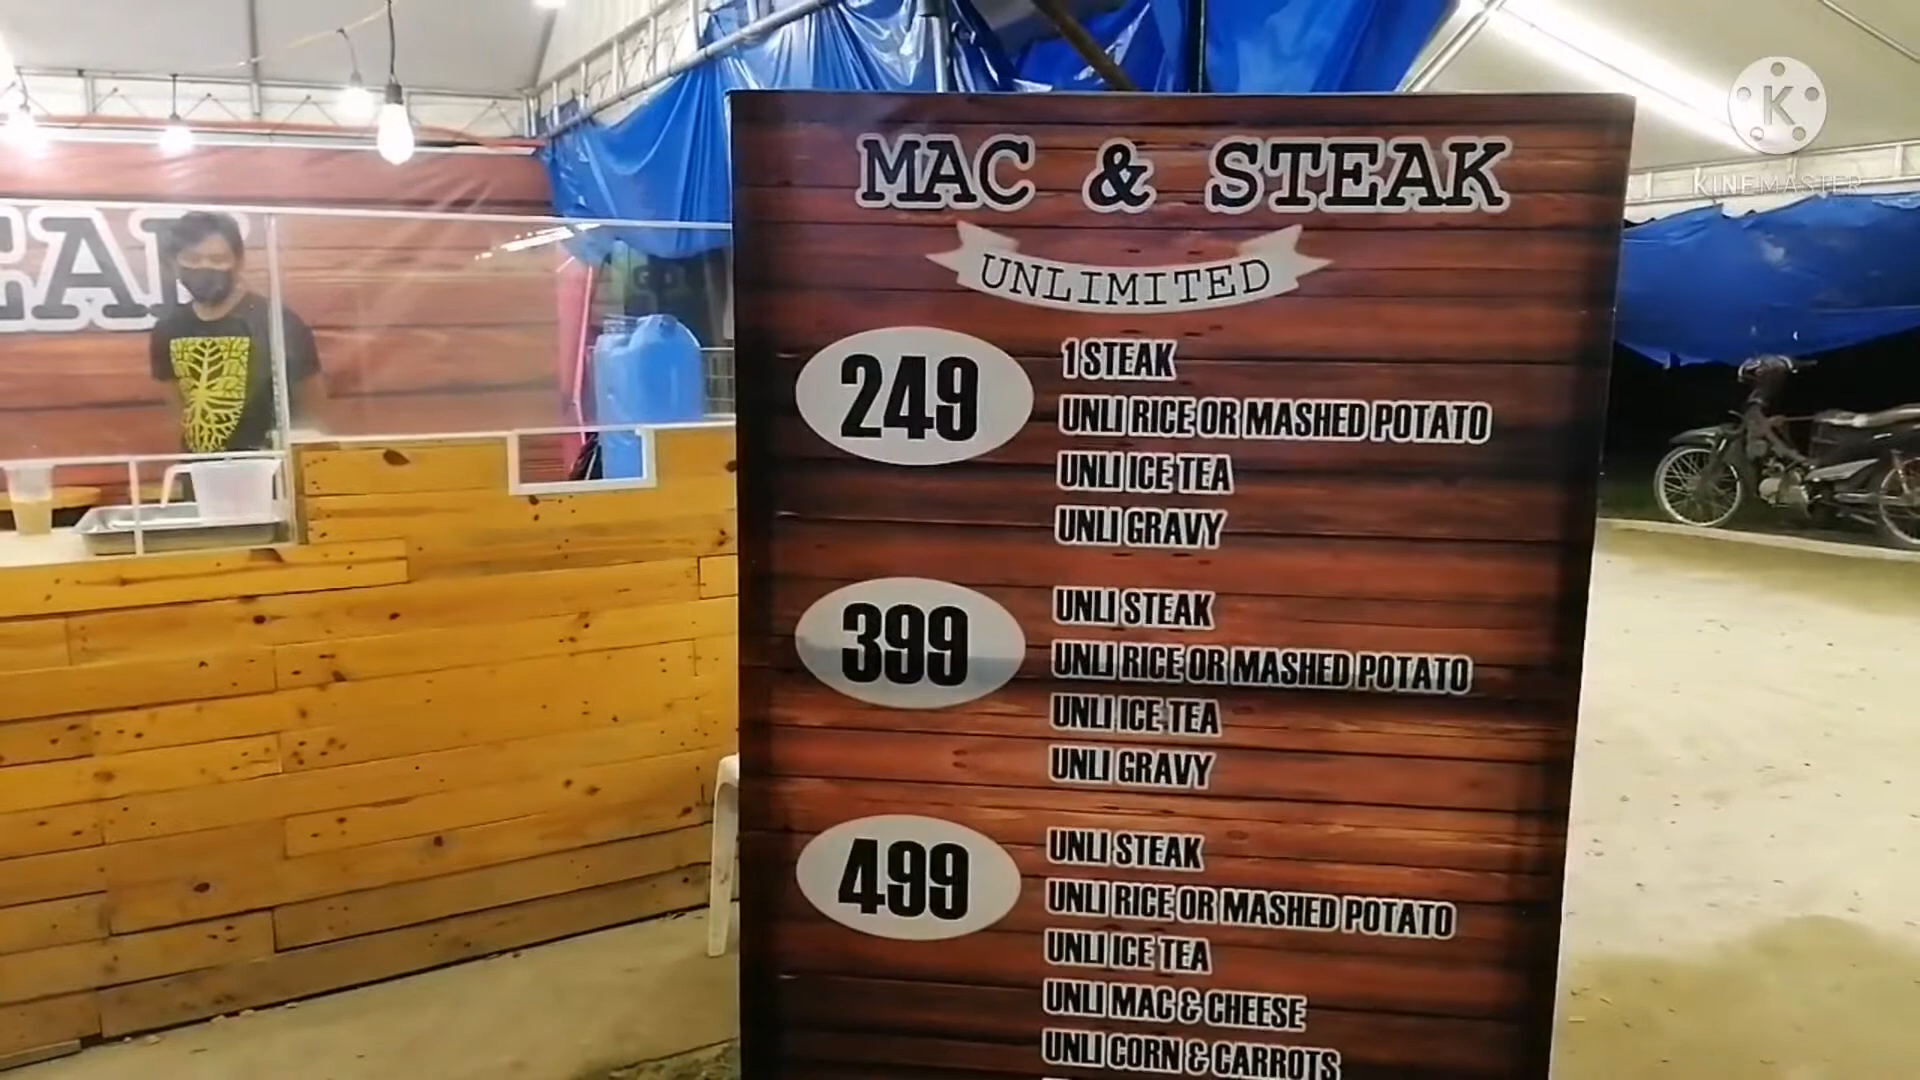 MAC & STEAK
UNLIMITED
249
1 STEAK
UNLI RICE OR MASHED POTATO
UNLI ICE TEA
UNLI GRAVY
399
UNLI STEAK
UNLI RICE OR MASHED POTATO
UNLI ICE TEA
UNLI GRAVY
499
UNLI STEAK
UNLI RICE OR MASHED POTATO
UNLI ICE TEA
UNLI MAC & CHEESE
UNLI CORN & CARROTS
K
KINEMASTER